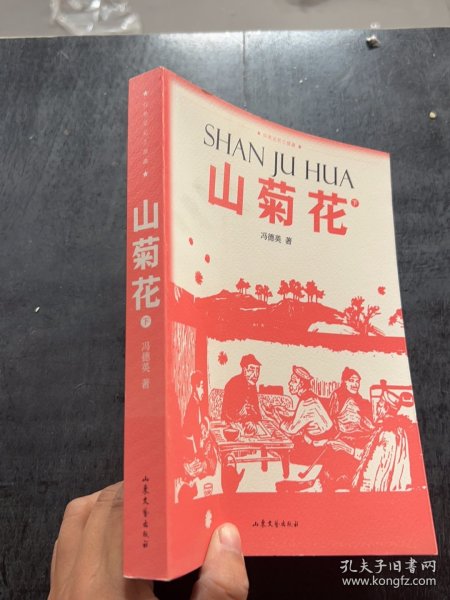 SHAN JU HUA
山菊花 下
冯德英 著
山东文艺出版社
山菊花
下
冯德英 著
山东文艺出版社
孔夫子旧书网
www.kongfz.com